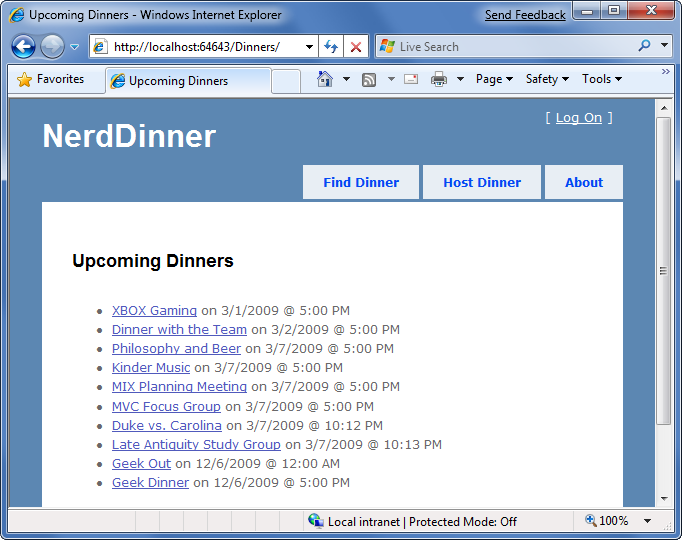 Upcoming Dinners - Windows Internet Explorer Send Feedback
http://localhost:64643/Dinners/ Live Search
Favorites Upcoming Dinners Page Safety Tools »
[ Log On ]
NerdDinner
Find Dinner Host Dinner About
Upcoming Dinners
• XBOX Gaming on 3/1/2009 @ 5:00 PM
• Dinner with the Team on 3/2/2009 @ 5:00 PM
• Philosophy and Beer on 3/7/2009 @ 5:00 PM
• Kinder Music on 3/7/2009 @ 5:00 PM
• MIX Planning Meeting on 3/7/2009 @ 5:00 PM
• MVC Focus Group on 3/7/2009 @ 5:00 PM
• Duke vs. Carolina on 3/7/2009 @ 10:12 PM
• Late Antiquity Study Group on 3/7/2009 @ 10:13 PM
• Geek Out on 12/6/2009 @ 12:00 AM
• Geek Dinner on 12/6/2009 @ 5:00 PM
Local intranet | Protected Mode: Off 100%